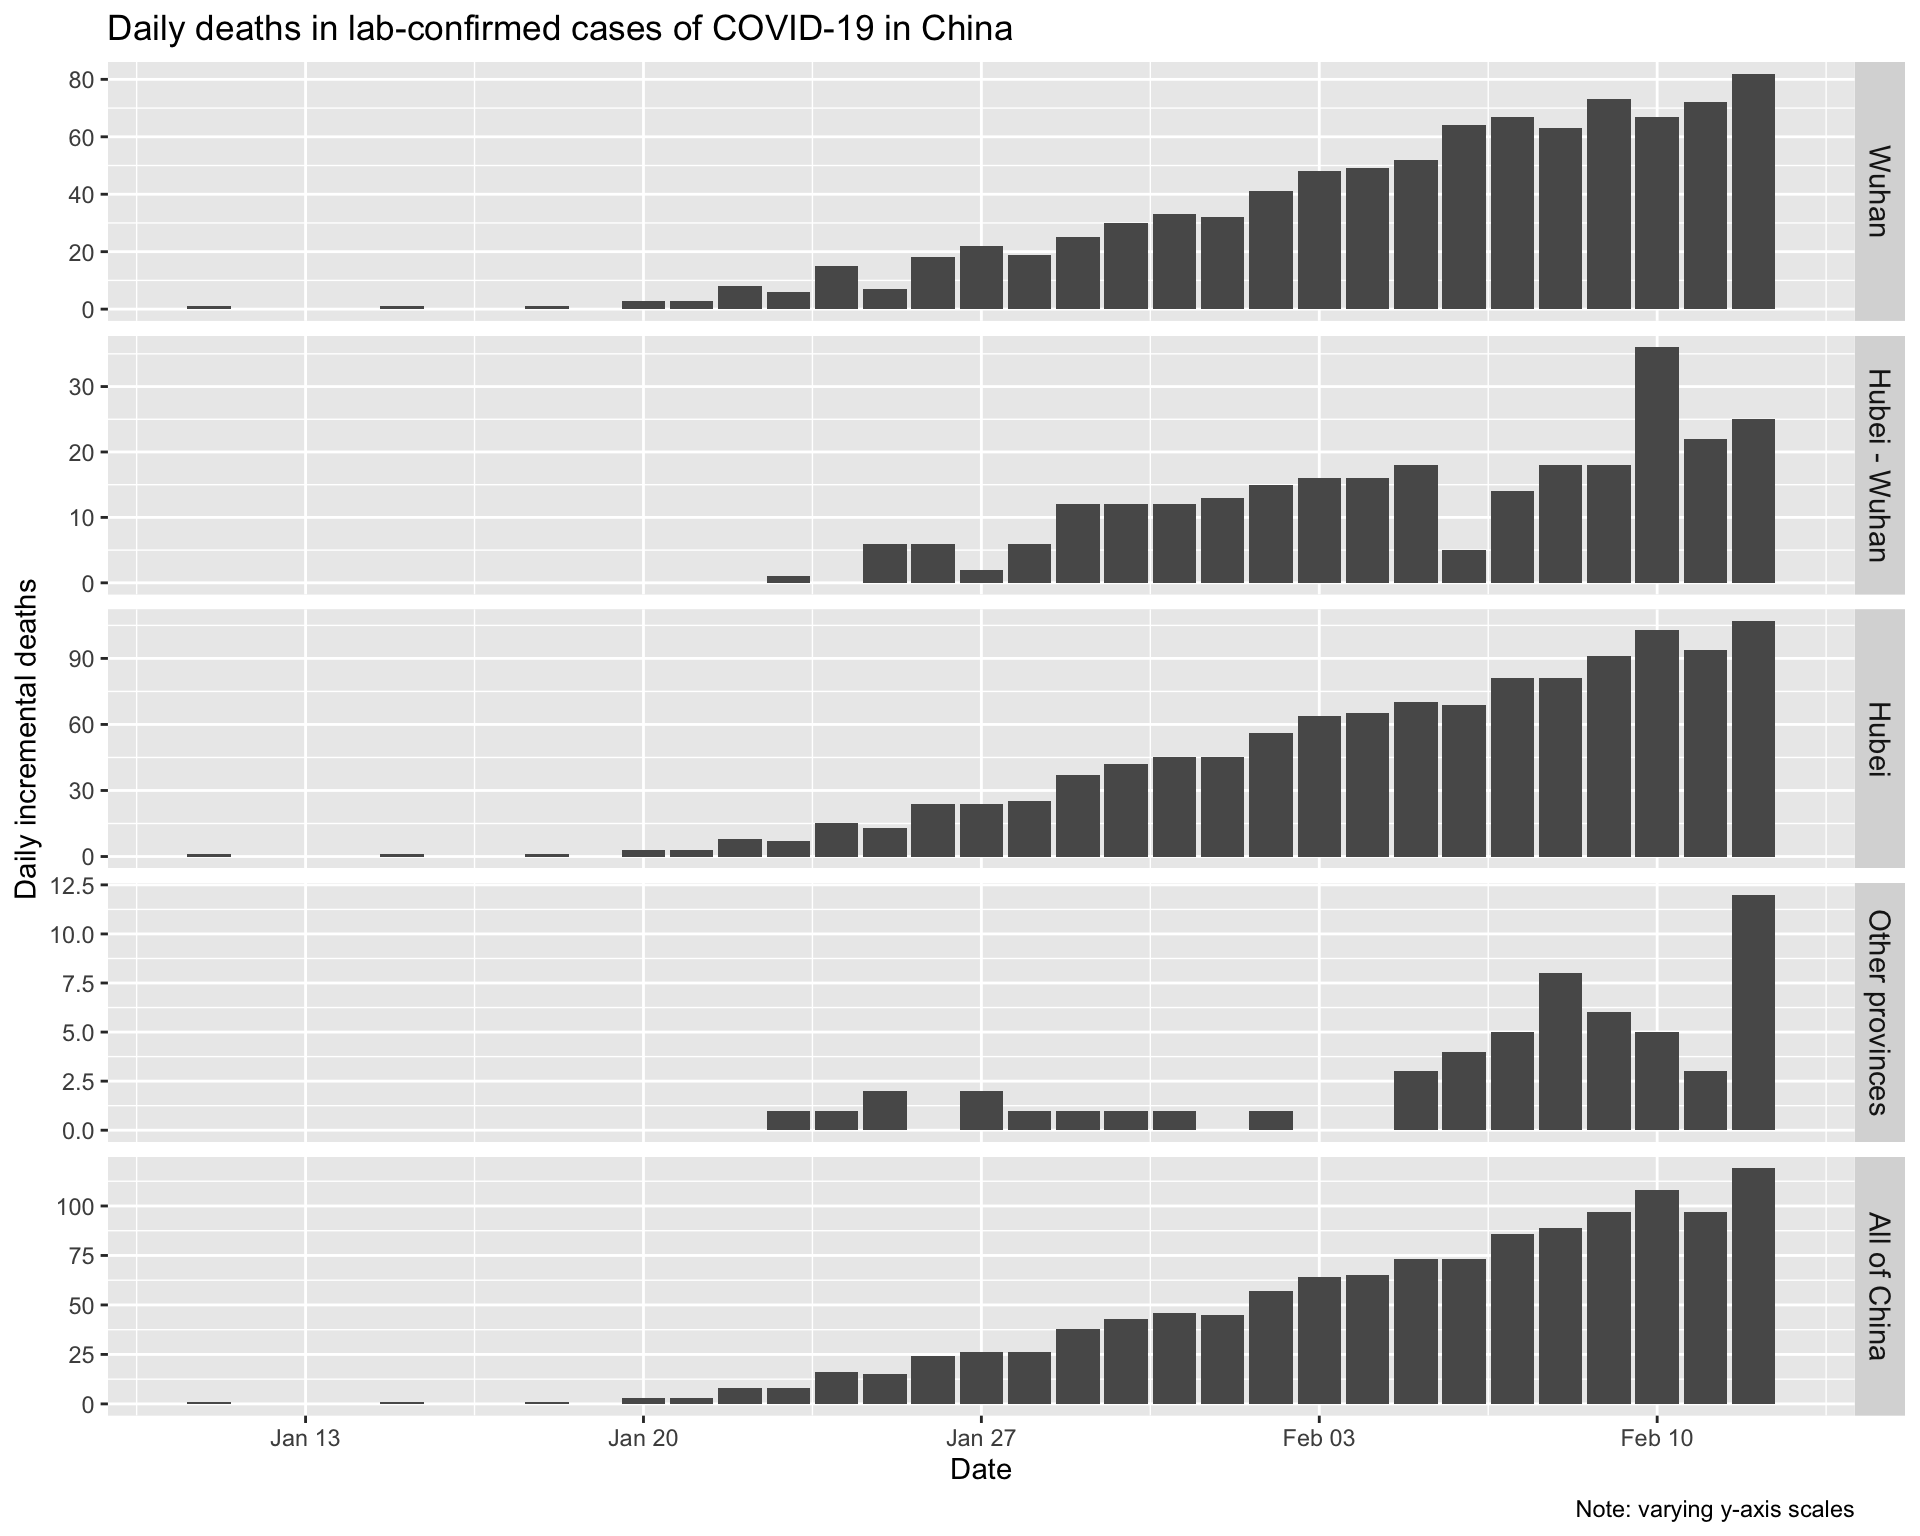 Daily deaths in lab-confirmed cases of COVID-19 in China
Daily incremental deaths
80
60
40
20
0
Wuhan
30
20
10
0
Hubei - Wuhan
90
60
30
0
Hubei
12.5
10.0
7.5
5.0
2.5
0.0
Other provinces
100
75
50
25
0
All of China
Jan 13 Jan 20 Jan 27 Feb 03 Feb 10
Date
Note: varying y-axis scales